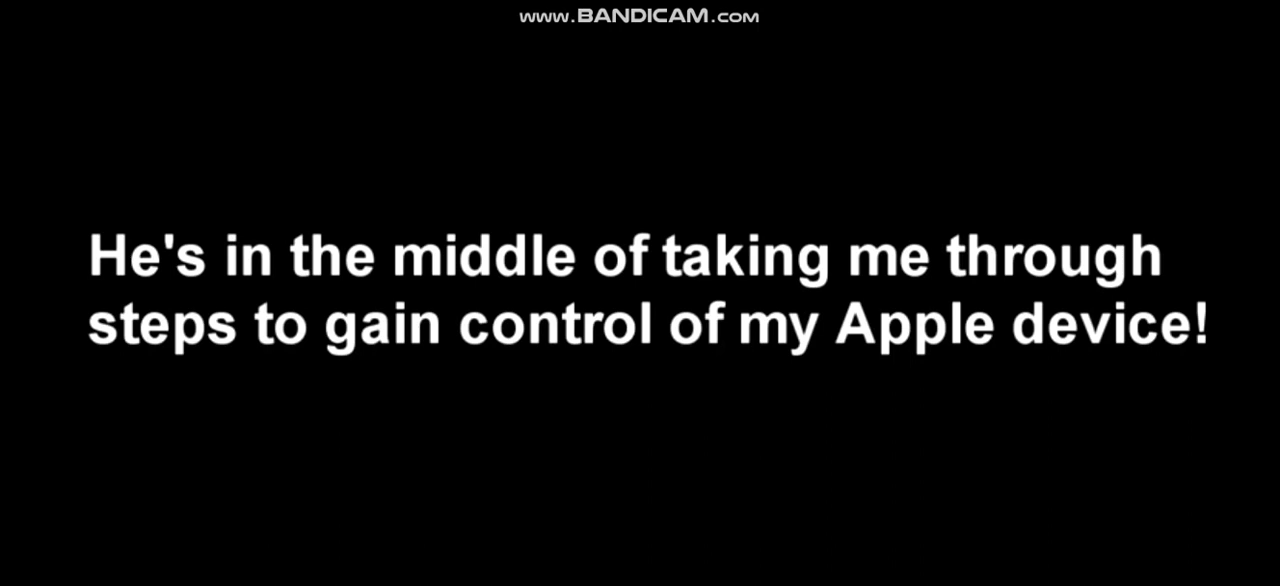 www.BANDICAM.com
He's in the middle of taking me through
steps to gain control of my Apple device!